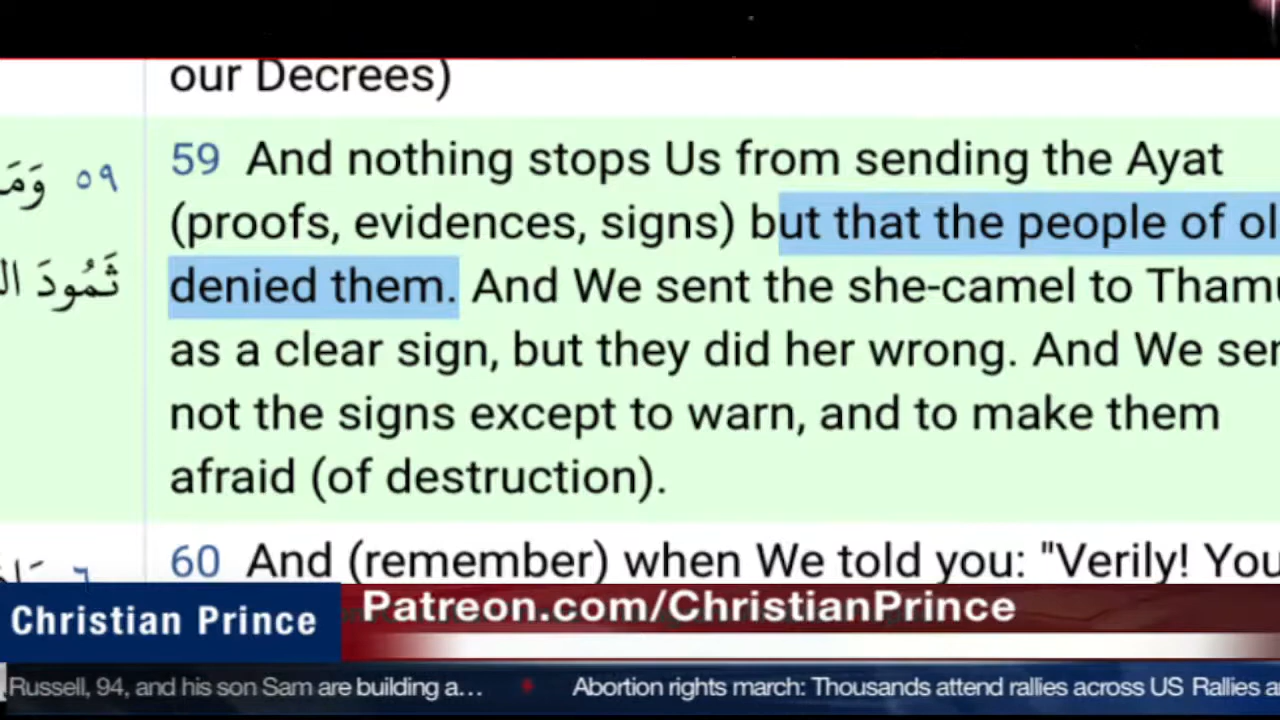 our Decrees)
٥٩ وَمَ
59 And nothing stops Us from sending the Ayat
(proofs, evidences, signs) but that the people of ol
ثَمُودَ ال
denied them. And We sent the she-camel to Tham
as a clear sign, but they did her wrong. And We se
not the signs except to warn, and to make them
afraid (of destruction).
60 And (remember) when We told you: "Verily! You
Christian Prince
Patreon.com/ChristianPrince
Russell, 94, and his son Sam are building a… Abortion rights march: Thousands attend rallies across US Rallies a